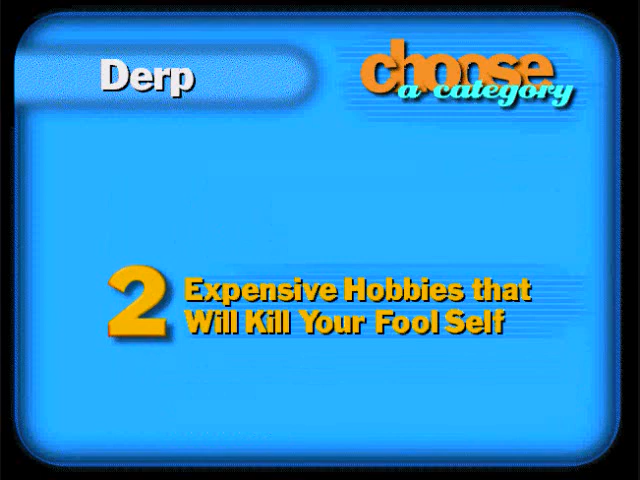 Derp
choose
a category
2 Expensive Hobbies that
Will Kill Your Fool Self